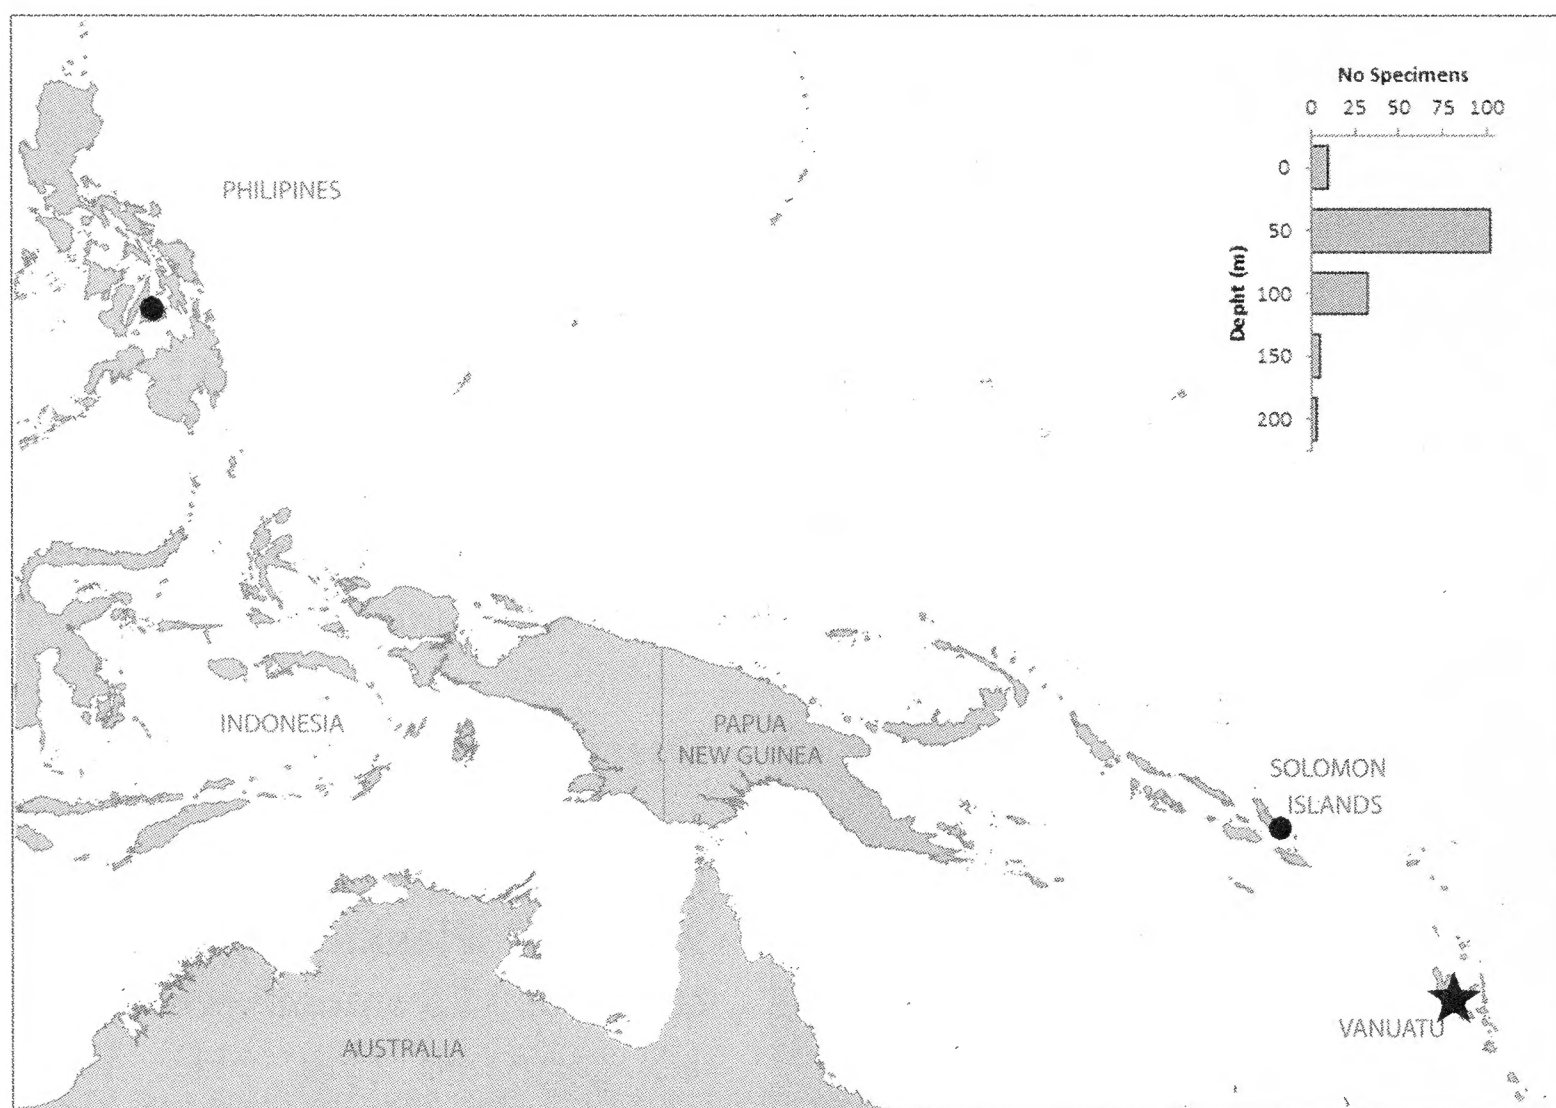 No Specimens
0 25 50 75 100
Depht (m)
0
50
100
150
200
PHILIPINES
INDONESIA
PAPUA
NEW GUINEA
SOLOMON
ISLANDS
VANUATU
AUSTRALIA